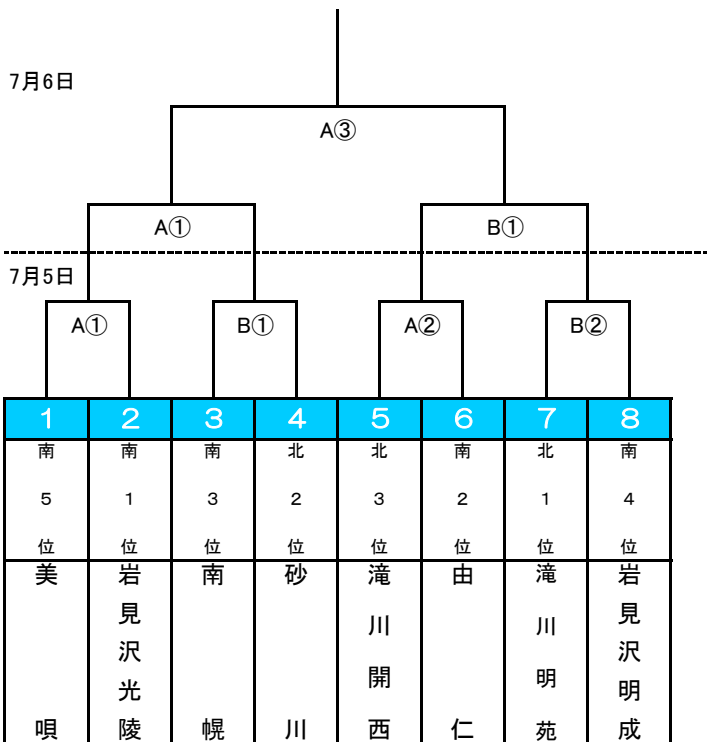 7月6日
A③
A①
B①
7月5日
A①
B①
A②
B②
1 2 3 4 5 6 7 8
南5位 南1位 南3位 北2位 北3位 南2位 北1位 南4位
美唄 岩見沢光陵 南幌 砂川 滝川開西 由仁 滝川明苑 岩見沢明成